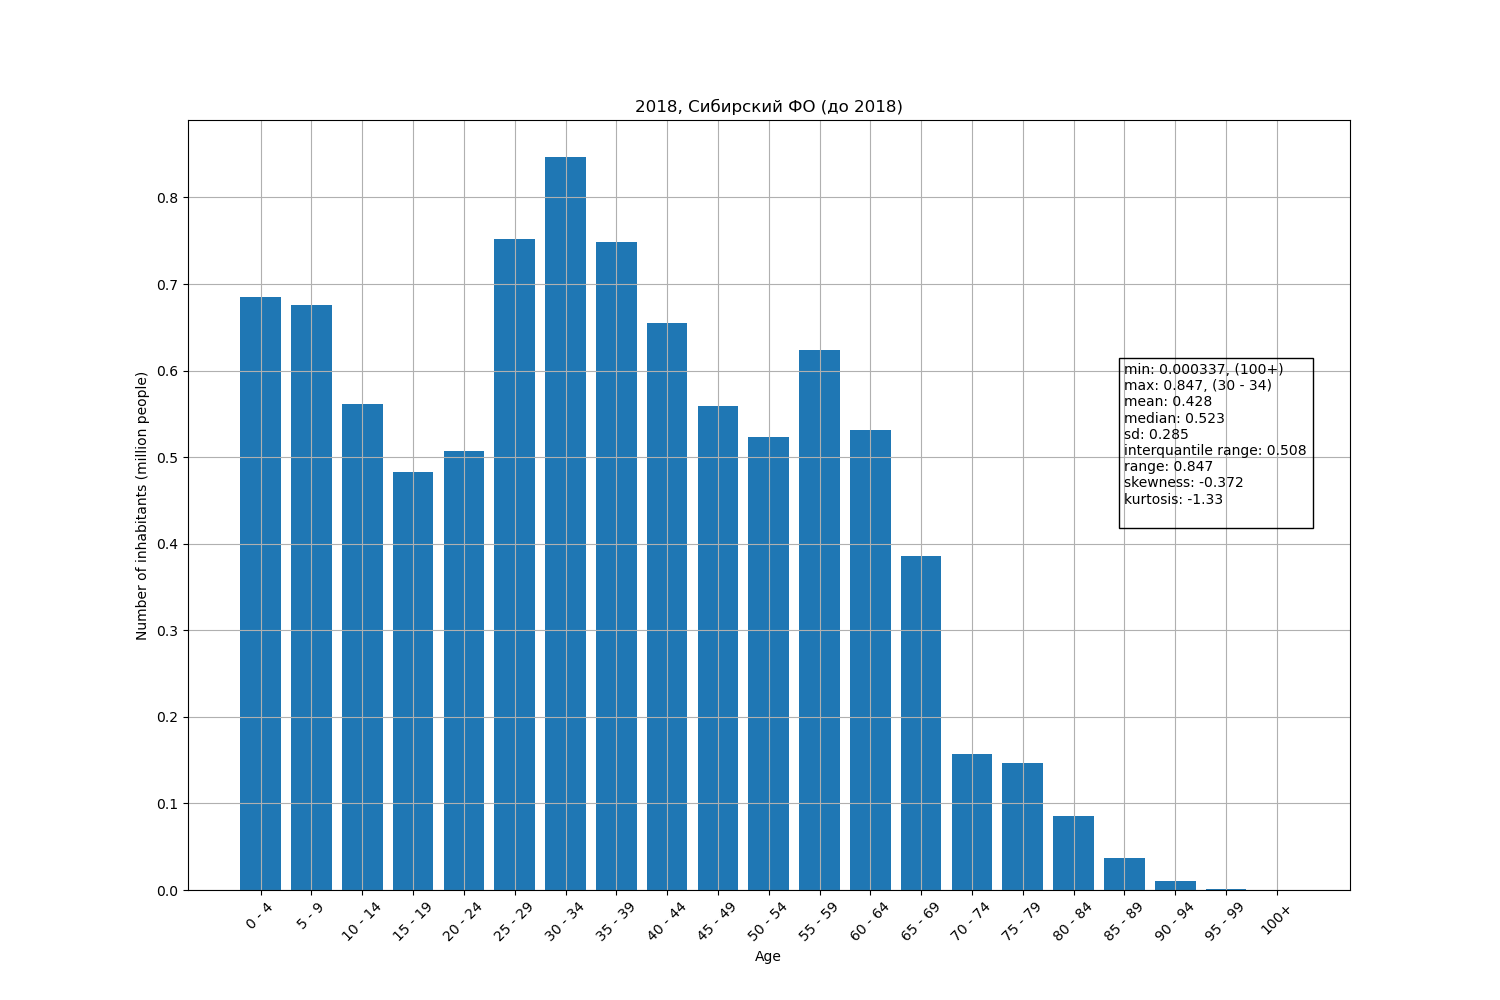 2018, Сибирский ФО (до 2018)
Number of inhabitants (million people)
0.8
0.7
0.6
0.5
0.4
0.3
0.2
0.1
0.0
min: 0.000337, (100+)
max: 0.847, (30 - 34)
mean: 0.428
median: 0.523
sd: 0.285
interquantile range: 0.508
range: 0.847
skewness: -0.372
kurtosis: -1.33
0 - 4
5 - 9
10 - 14
15 - 19
20 - 24
25 - 29
30 - 34
35 - 39
40 - 44
45 - 49
50 - 54
55 - 59
60 - 64
65 - 69
70 - 74
75 - 79
80 - 84
85 - 89
90 - 94
95 - 99
100+
Age